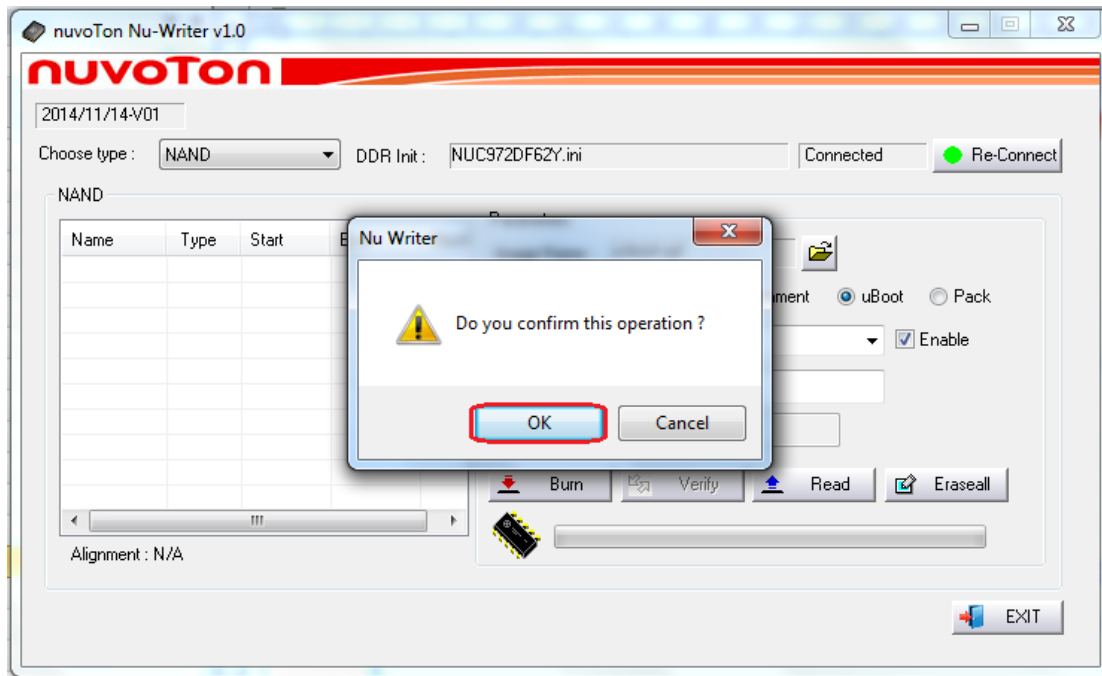 nuvoTon Nu-Writer v1.0
nuvoTon
2014/11/14-V01
Choose type : NAND DDR Init : NUC972DF62Y.ini Connected Re-Connect
NAND
Name Type Start
Nu Writer
uBoot Pack
Do you confirm this operation ?
Enable
OK Cancel
Burn Verify Read Eraseall
Alignment : N/A
EXIT